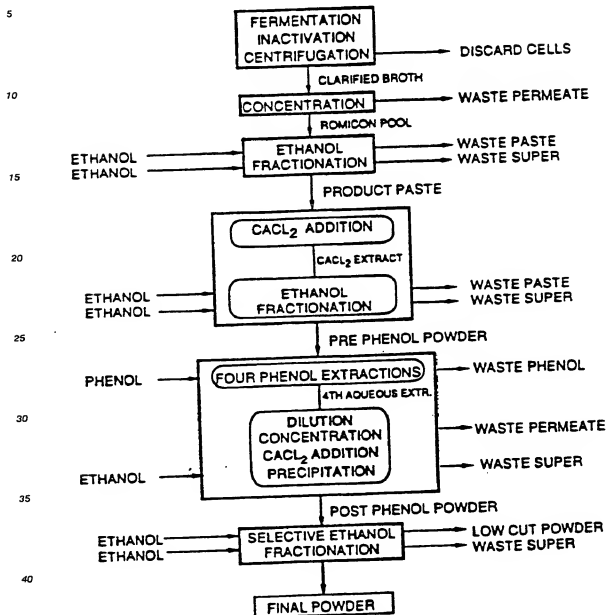 5
FERMENTATION
INACTIVATION
CENTRIFUGATION
DISCARD CELLS
CLARIFIED BROTH
10
CONCENTRATION
WASTE PERMEATE
ROMICON POOL
ETHANOL
ETHANOL
ETHANOL
FRACTIONATION
WASTE PASTE
WASTE SUPER
15
PRODUCT PASTE
CACL₂ ADDITION
20
CACL₂ EXTRACT
ETHANOL
ETHANOL
ETHANOL
FRACTIONATION
WASTE PASTE
WASTE SUPER
25
PRE PHENOL POWDER
PHENOL
FOUR PHENOL EXTRACTIONS
WASTE PHENOL
4TH AQUEOUS EXTR.
30
DILUTION
CONCENTRATION
CACL₂ ADDITION
PRECIPITATION
WASTE PERMEATE
WASTE SUPER
ETHANOL
35
POST PHENOL POWDER
ETHANOL
ETHANOL
SELECTIVE ETHANOL
FRACTIONATION
LOW CUT POWDER
WASTE SUPER
40
FINAL POWDER